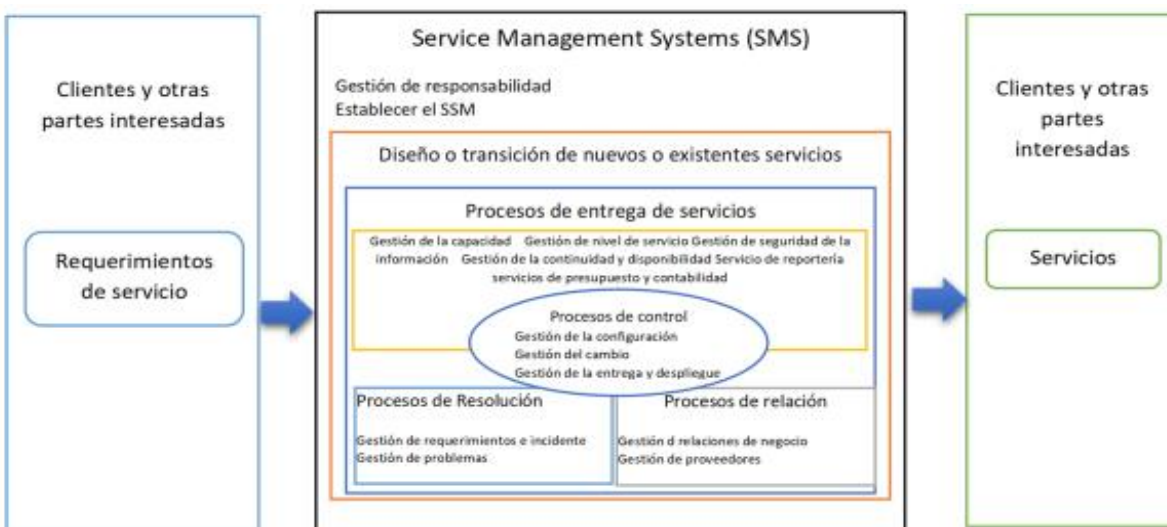 Clientes y otras
partes interesadas
Requerimientos
de servicio
Service Management Systems (SMS)
Gestión de responsabilidad
Establecer el SSM
Diseño o transición de nuevos o existentes servicios
Procesos de entrega de servicios
Gestión de la capacidad Gestión de nivel de servicio Gestión de seguridad de la
información Gestión de la continuidad y disponibilidad Servicio de reportería
servicios de presupuesto y contabilidad
Procesos de control
Gestión de la configuración
Gestión del cambio
Gestión de la entrega y despliegue
Procesos de Resolución
Gestión de requerimientos e incidente
Gestión de problemas
Procesos de relación
Gestión d relaciones de negocio
Gestión de proveedores
Clientes y otras
partes
interesadas
Servicios